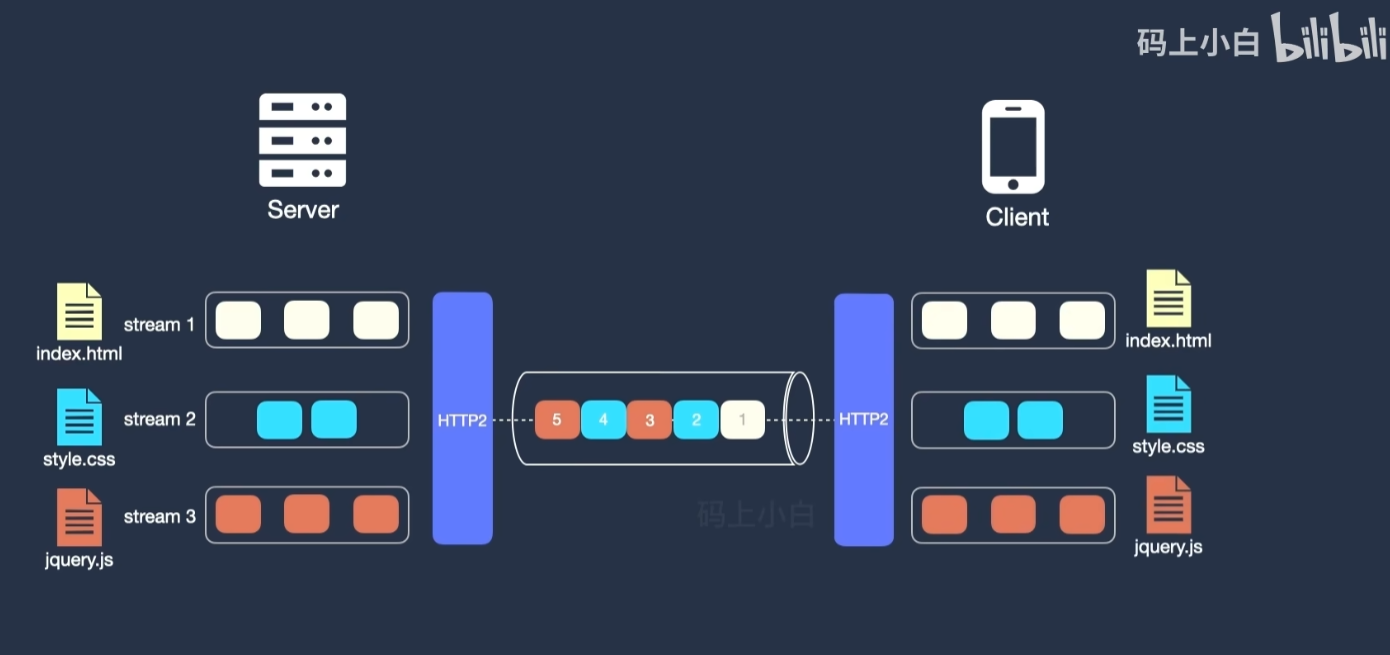 码上小白 bilibili
Server
Client
index.html
stream 1
index.html
style.css
stream 2
HTTP2
5 4 3 2 1
HTTP2
style.css
jquery.js
stream 3
码上小白
jquery.js